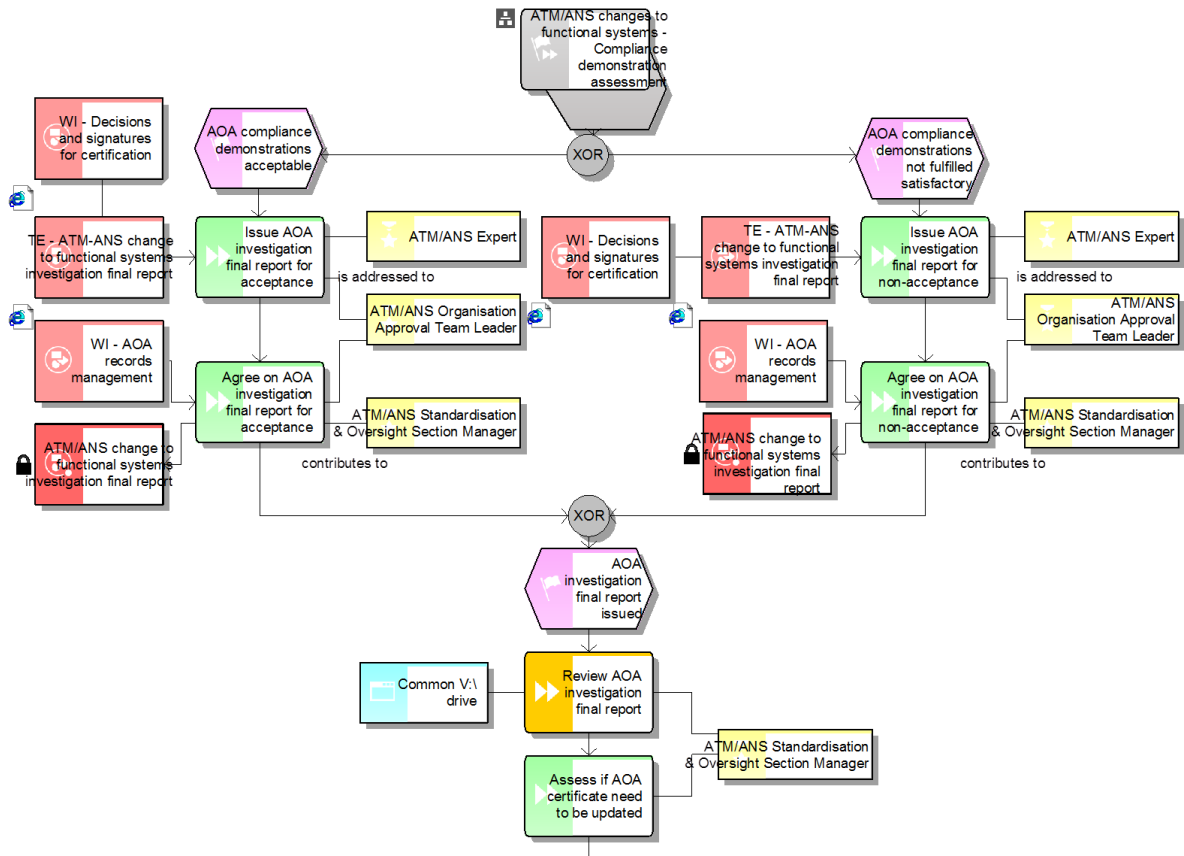 ATM/ANS changes to
functional systems -
Compliance
demonstration
assessment
XOR
AOA compliance
demonstrations
acceptable
AOA compliance
demonstrations
not fulfilled
satisfactory
WI - Decisions
and signatures
for certification
TE - ATM-ANS change
to functional systems
investigation final report
Issue AOA
investigation
final report for
acceptance
ATM/ANS Expert
is addressed to
ATM/ANS Organisation
Approval Team Leader
WI - AOA
records
management
Agree on AOA
investigation
final report for
acceptance
ATM/ANS Standardisation
& Oversight Section Manager
contributes to
ATM/ANS change to
functional systems
investigation final report
WI - Decisions
and signatures
for certification
TE - ATM-ANS
change to functional
systems investigation
final report
Issue AOA
investigation
final report for
non-acceptance
ATM/ANS Expert
is addressed to
ATM/ANS
Organisation Approval
Team Leader
WI - AOA
records
management
Agree on AOA
investigation
final report for
non-acceptance
ATM/ANS Standardisation
& Oversight Section Manager
contributes to
ATM/ANS change to
functional systems
investigation final
report
XOR
AOA
investigation
final report
issued
Common V:\
drive
Review AOA
investigation
final report
ATM/ANS Standardisation
& Oversight Section Manager
Assess if AOA
certificate need
to be updated